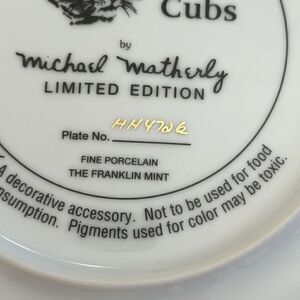 Cubs
by
Michael Matherly
LIMITED EDITION
Plate No. HH4726
FINE PORCELAIN
THE FRANKLIN MINT
A decorative accessory. Not to be used for food
Pigments used for color may be toxic.